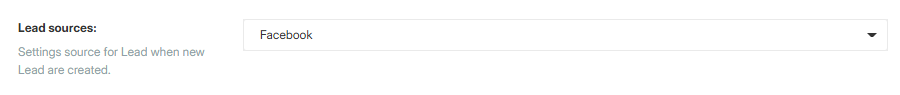 Lead sources:
Facebook
Settings source for Lead when new
Lead are created.